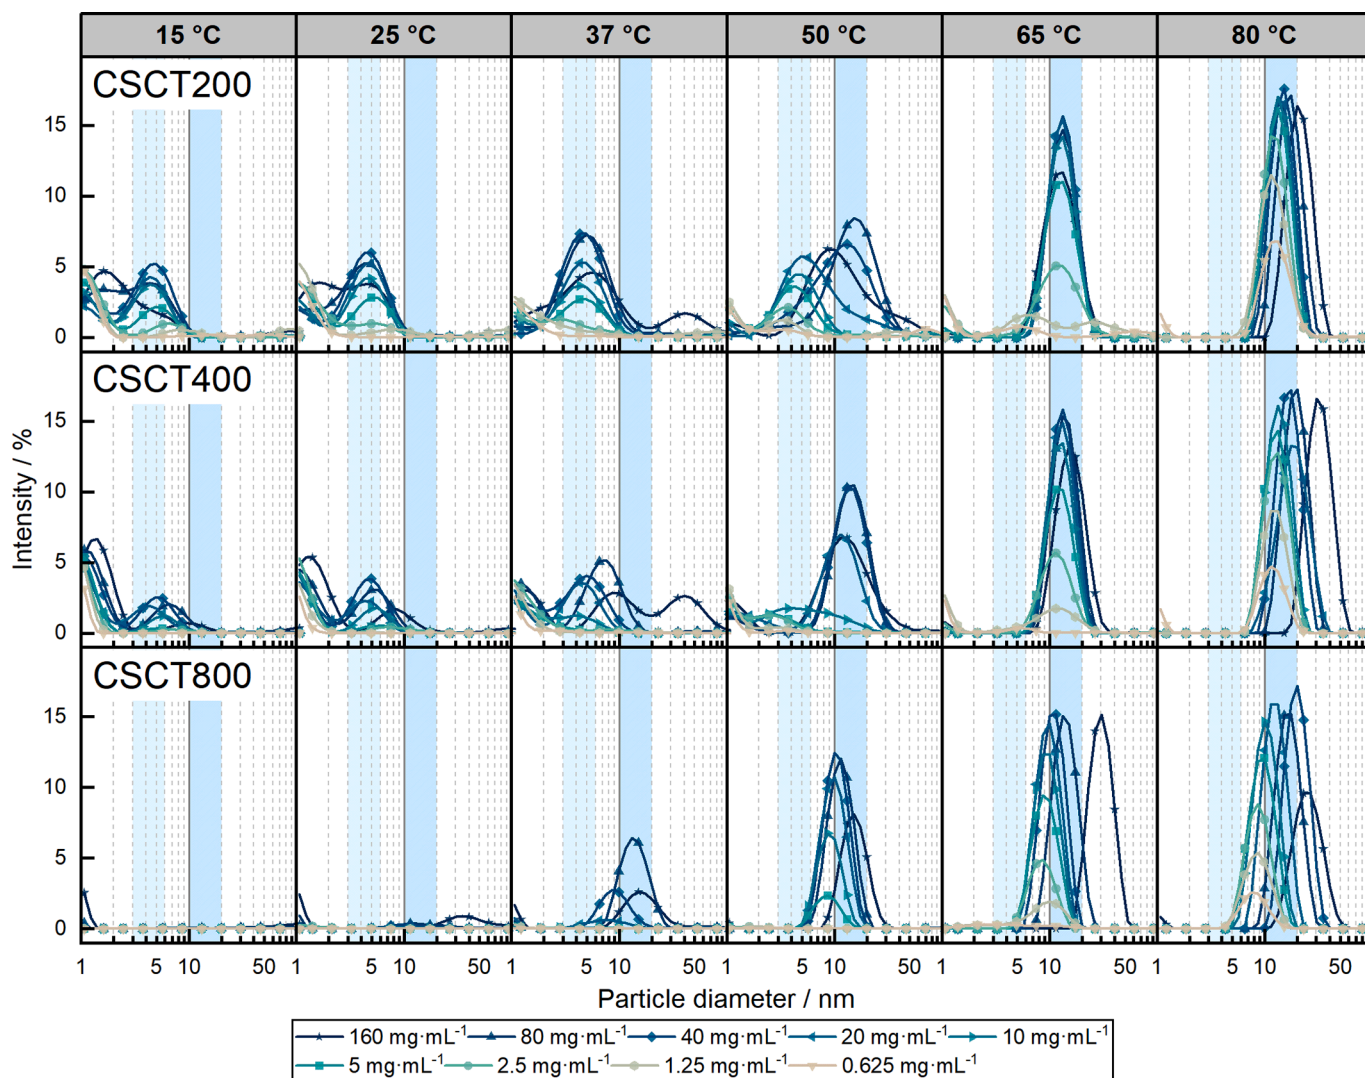 15 °C 25 °C 37 °C 50 °C 65 °C 80 °C
CSCT200
15
10
5
0
CSCT400
15
10
5
0
CSCT800
15
10
5
0
Intensity / %
1 5 10 50 1 5 10 50 1 5 10 50 1 5 10 50 1 5 10 50 1 5 10 50
Particle diameter / nm
160 mg·mL⁻¹ 80 mg·mL⁻¹ 40 mg·mL⁻¹ 20 mg·mL⁻¹ 10 mg·mL⁻¹
5 mg·mL⁻¹ 2.5 mg·mL⁻¹ 1.25 mg·mL⁻¹ 0.625 mg·mL⁻¹